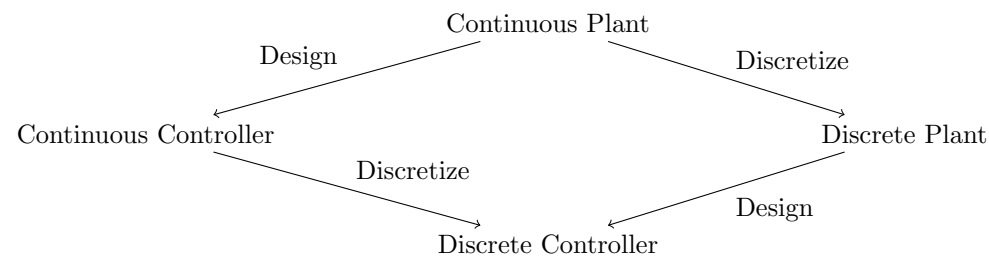 Continuous Plant
Design
Discretize
Continuous Controller
Discrete Plant
Discretize
Design
Discrete Controller